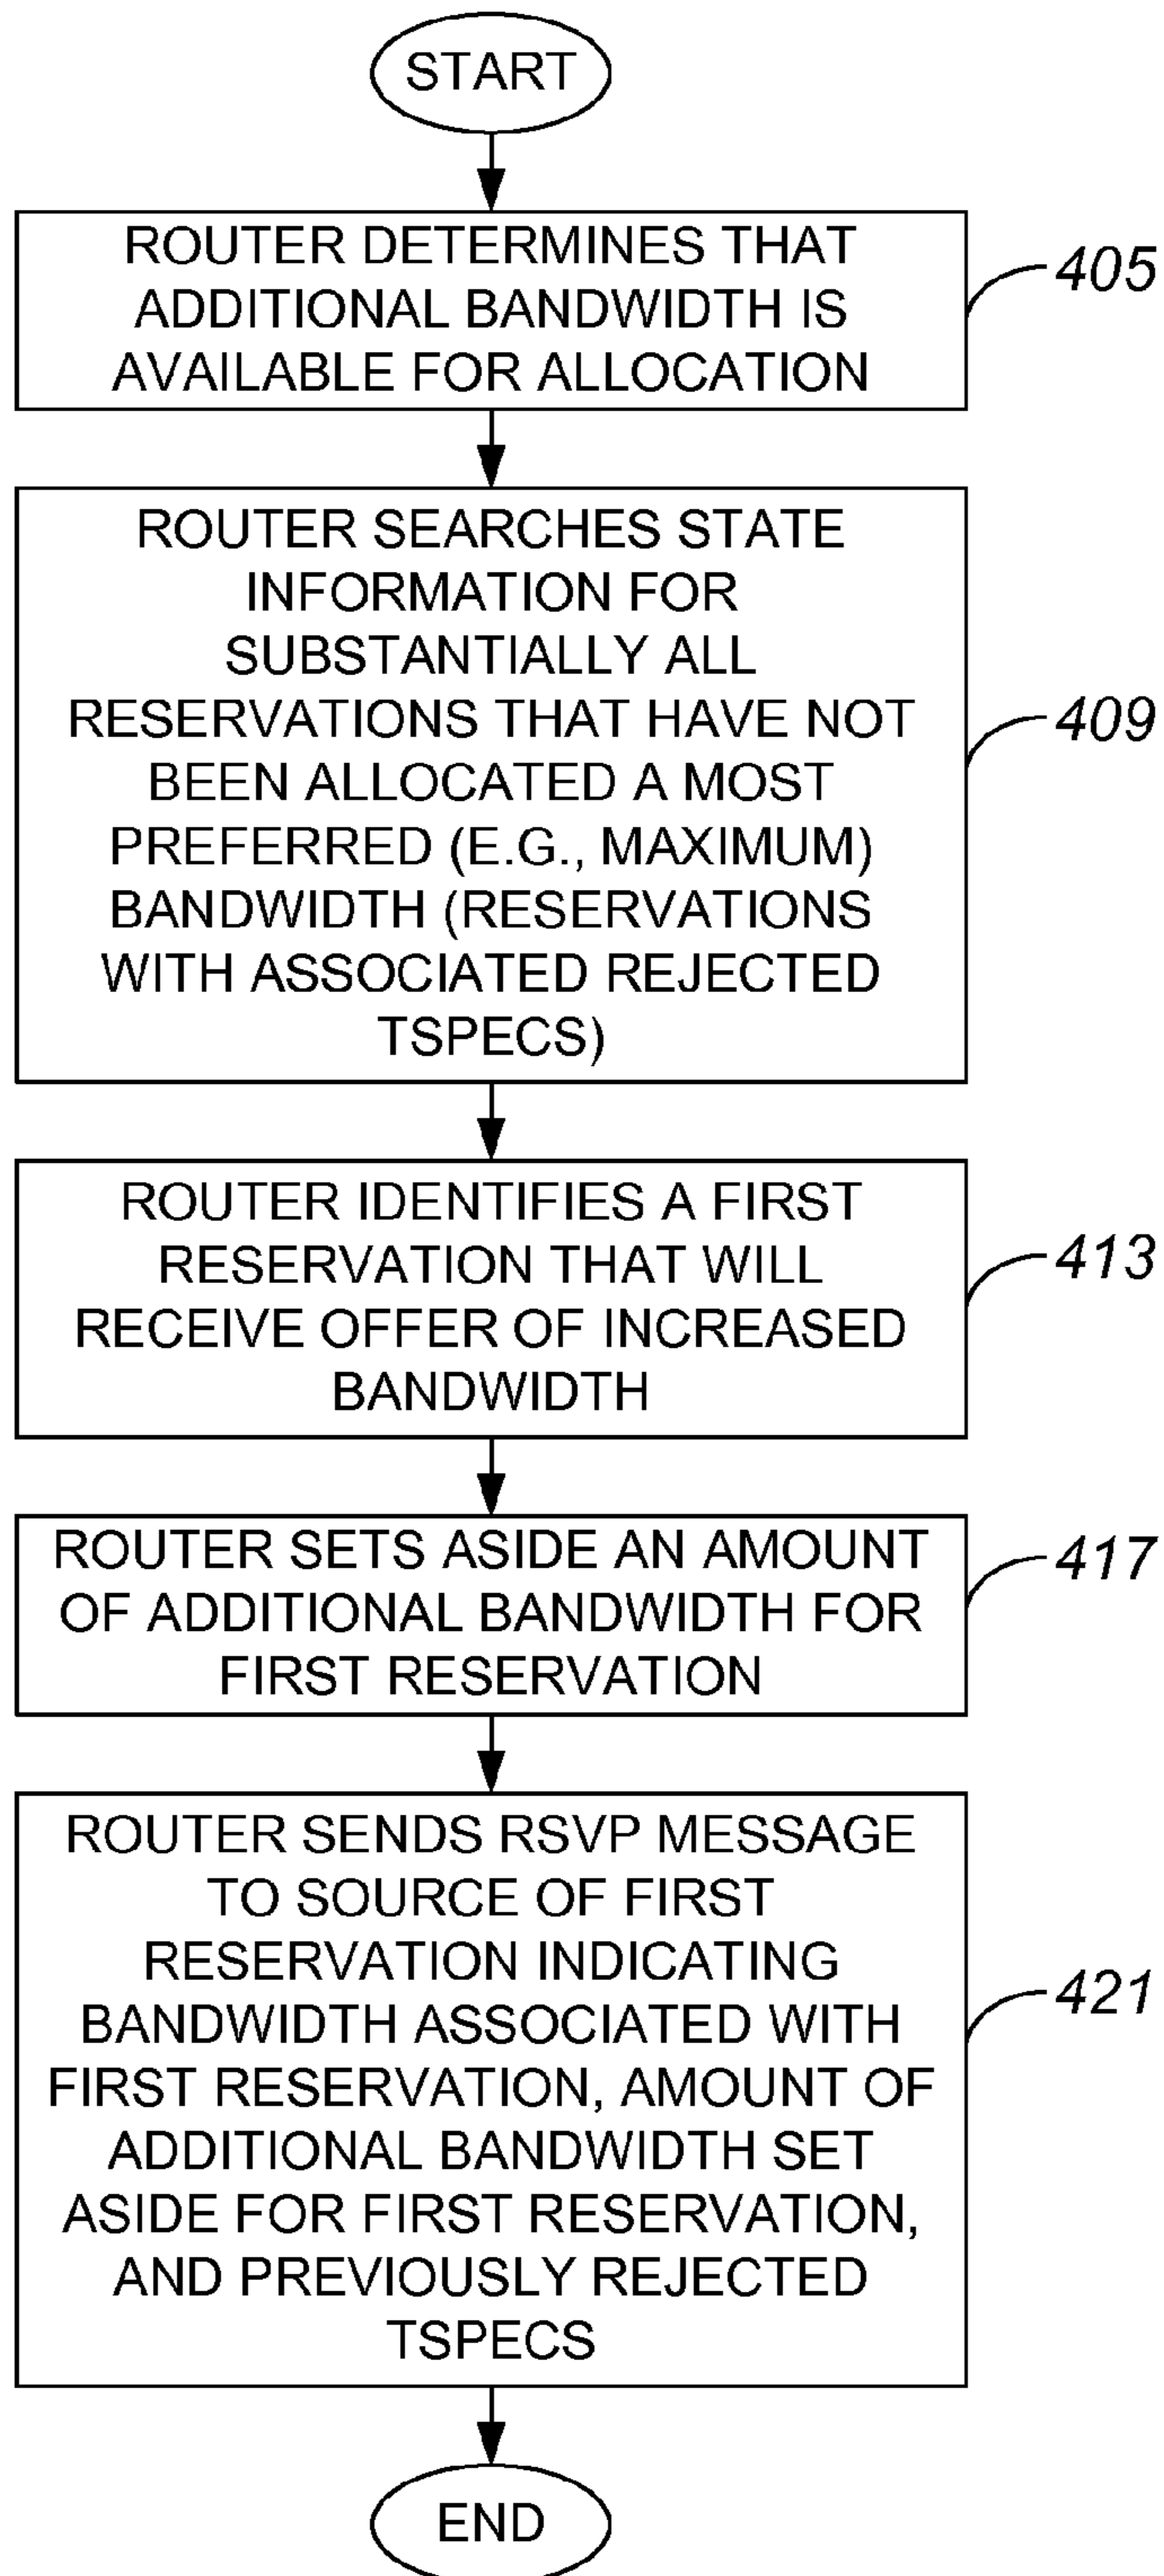 START
ROUTER DETERMINES THAT
ADDITIONAL BANDWIDTH IS
AVAILABLE FOR ALLOCATION
405
ROUTER SEARCHES STATE
INFORMATION FOR
SUBSTANTIALLY ALL
RESERVATIONS THAT HAVE NOT
BEEN ALLOCATED A MOST
PREFERRED (E.G., MAXIMUM)
BANDWIDTH (RESERVATIONS
WITH ASSOCIATED REJECTED
TSPECS)
409
ROUTER IDENTIFIES A FIRST
RESERVATION THAT WILL
RECEIVE OFFER OF INCREASED
BANDWIDTH
413
ROUTER SETS ASIDE AN AMOUNT
OF ADDITIONAL BANDWIDTH FOR
FIRST RESERVATION
417
ROUTER SENDS RSVP MESSAGE
TO SOURCE OF FIRST
RESERVATION INDICATING
BANDWIDTH ASSOCIATED WITH
FIRST RESERVATION, AMOUNT OF
ADDITIONAL BANDWIDTH SET
ASIDE FOR FIRST RESERVATION,
AND PREVIOUSLY REJECTED
TSPECS
421
END